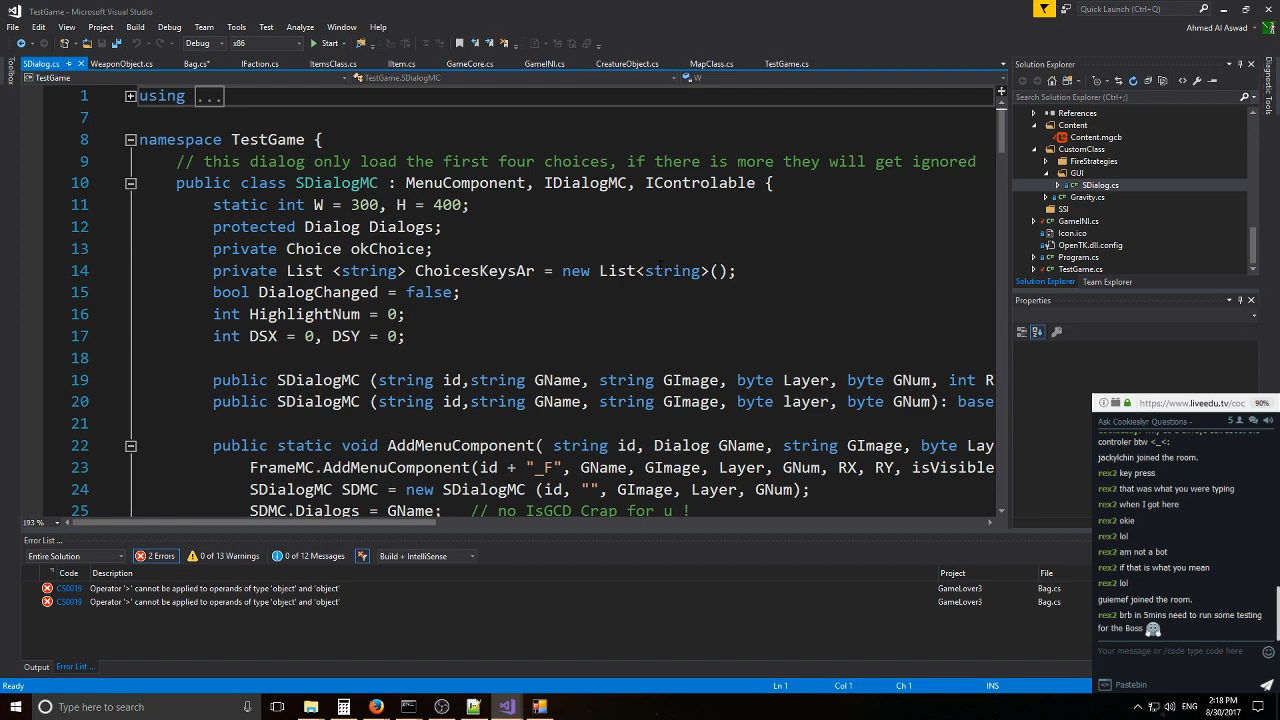 TestGame - Microsoft Visual Studio
Quick Launch (Ctrl+Q)
File Edit View Project Build Debug Team Tools Test Analyze Window Help
Ahmed Al Aswad
Debug x86 Start
SDialog.cs WeaponObject.cs Bag.cs* IFaction.cs ItemsClass.cs IItem.cs GameCore.cs GameINI.cs CreatureObject.cs MapClass.cs TestGame.cs
Toolbox
TestGame TestGame.SDialogMC W
1 using ...
7
8 namespace TestGame {
9 // this dialog only load the first four choices, if there is more they will get ignored
10 public class SDialogMC : MenuComponent, IDialogMC, IControlable {
11 static int W = 300, H = 400;
12 protected Dialog Dialogs;
13 private Choice okChoice;
14 private List <string> ChoicesKeysAr = new List<string>();
15 bool DialogChanged = false;
16 int HighlightNum = 0;
17 int DSX = 0, DSY = 0;
18
19 public SDialogMC (string id,string GName, string GImage, byte Layer, byte GNum, int R
20 public SDialogMC (string id,string GName, string GImage, byte layer, byte GNum): base
21
22 public static void AddMenuComponent( string id, Dialog GName, string GImage, byte Lay
23 FrameMC.AddMenuComponent(id + "_F", GName, GImage, Layer, GNum, RX, RY, isVisible
24 SDialogMC SDMC = new SDialogMC (id, "", GImage, Layer, GNum);
25 SDMC.Dialogs = GName; // no IsGCD Crap for u !
193 %
Error List ...
Entire Solution 2 Errors 0 of 13 Warnings 0 of 12 Messages Build + IntelliSense
Code Description Project File
CS0019 Operator '>' cannot be applied to operands of type 'object' and 'object' GameLover3 Bag.cs
CS0019 Operator '>' cannot be applied to operands of type 'object' and 'object' GameLover3 Bag.cs
Output Error List ...
Ready Ln 1 Col 1 Ch 1 INS
Solution Explorer
Search Solution Explorer (Ctrl+;)
References
Content
Content.mgcb
CustomClass
FireStrategies
GUI
SDialog.cs
Gravity.cs
SSI
GameINI.cs
Icon.ico
OpenTK.dll.config
Program.cs
TestGame.cs
Solution Explorer Team Explorer
Properties
Diagnostic Tools
https://www.liveedu.tv/coc 90%
Ask Cookieslyr Questions - 5
controler btw <_<;
jackylchin joined the room.
rex2 key press
rex2 that was what you were typing
rex2 when I got here
rex2 okie
rex2 lol
rex2 am not a bot
rex2 if that is what you mean
rex2 lol
guiemef joined the room.
rex2 brb in 5mins need to run some testing
for the Boss
Your message or /code type code here
Pastebin
Type here to search
ENG
2:18 PM
8/30/2017